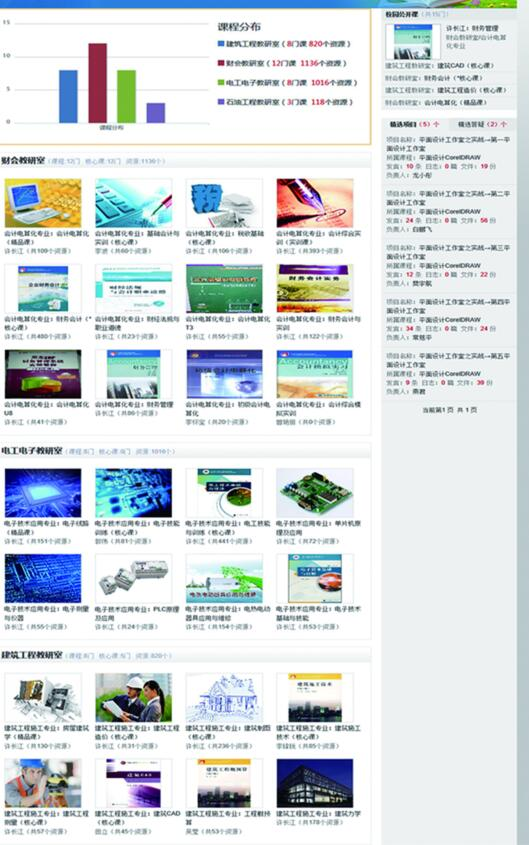 15
10
5
0
课程分布
课程分布
建筑工程教研室（8门课 820个资源）
财会教研室（12门课 1136个资源）
电工电子教研室（8门课 1016个资源）
石油工程教研室（3门课 118个资源）
财会教研室（课程:12门 核心课:12门 资源:1136个）
会计电算化专业：会计电算化（精品课）
许长江（共109个资源）
会计电算化专业：基础会计与实训（核心课）
李波（共60个资源）
会计电算化专业：税收基础（核心课）
许长江（共106个资源）
会计电算化专业：会计综合实训（实训课）
许长江（共393个资源）
会计电算化专业：财务会计（*核心课）
许长江（共480个资源）
会计电算化专业：财经法规与职业道德
许长江（共23个资源）
会计电算化专业：会计电算化T3
许长江（共55个资源）
会计电算化专业：财务会计与实训
许长江（共122个资源）
会计电算化专业：会计电算化U8
许长江（共41个资源）
会计电算化专业：财务管理
许长江（共86个资源）
会计电算化专业：初级会计电算化
李怀宝（共20个资源）
会计电算化专业：会计综合模拟实训
（共0个资源）
电工电子教研室（课程:8门 核心课:8门 资源:1016个）
电子技术应用专业：电子线路（精品课）
许长江（共151个资源）
电子技术应用专业：电子技能训练（核心课）
郭伟（共81个资源）
电子技术应用专业：电工技能与训练（核心课）
许长江（共441个资源）
电子技术应用专业：单片机原理及应用
许长江（共72个资源）
电子技术应用专业：电子测量与仪器
许长江（共55个资源）
电子技术应用专业：PLC原理及应用
许长江（共24个资源）
电子技术应用专业：电热电动器具应用与维修
许长江（共154个资源）
电子技术应用专业：电子技术基础与技能
许长江（共53个资源）
建筑工程教研室（课程:8门 核心课:5门 资源:820个）
建筑工程施工专业：房屋建筑学（精品课）
许长江（共130个资源）
建筑工程施工专业：建筑工程造价（核心课）
许长江（共31个资源）
建筑工程施工专业：建筑制图（核心课）
许长江（共236个资源）
建筑工程施工专业：建筑施工技术（核心课）
（共85个资源）
建筑工程施工专业：建筑工程测量（核心课）
许长江（共57个资源）
建筑工程施工专业：建筑CAD（核心课）
田立（共45个资源）
建筑工程施工专业：工程概预算
吴莹（共53个资源）
建筑工程施工专业：建筑力学
许长江（共178个资源）
校园公开课（共15门）
许长江：财务管理
财会教研室/会计电算化专业
建筑工程教研室：建筑CAD（核心课）
财会教研室：财务会计（*核心课）
建筑工程教研室：建筑工程造价（核心课）
财会教研室：会计电算化（精品课）
精选项目（5）个 精选答疑（2）个
项目名称：平面设计工作室之实战→第一平面设计工作室
所属课程：平面设计CorelDRAW
发言：10 条 日志：0 篇 文件：19 份
负责人：尤小彤
项目名称：平面设计工作室之实战→第二平面设计工作室
所属课程：平面设计CorelDRAW
发言：24 条 日志：0 篇 文件：56 份
负责人：白麒飞
项目名称：平面设计工作室之实战→第三平面设计工作室
所属课程：平面设计CorelDRAW
发言：12 条 日志：0 篇 文件：22 份
负责人：樊宇航
项目名称：平面设计工作室之实战→第四平面设计工作室
所属课程：平面设计CorelDRAW
发言：34 条 日志：0 篇 文件：24 份
负责人：常慈平
项目名称：平面设计工作室之实战→第五平面设计工作室
所属课程：平面设计CorelDRAW
发言：9 条 日志：0 篇 文件：39 份
负责人：燕君
当前第1 页 共 1 页